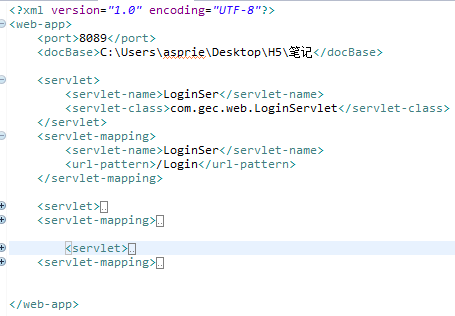 <?xml version="1.0" encoding="UTF-8"?>
<web-app>
<port>8089</port>
<docBase>C:\Users\asprie\Desktop\H5\笔记</docBase>
<servlet>
<servlet-name>LoginSer</servlet-name>
<servlet-class>com.gec.web.LoginServlet</servlet-class>
</servlet>
<servlet-mapping>
<servlet-name>LoginSer</servlet-name>
<url-pattern>/Login</url-pattern>
</servlet-mapping>
<servlet>
<servlet-mapping>
<servlet>
<servlet-mapping>
</web-app>